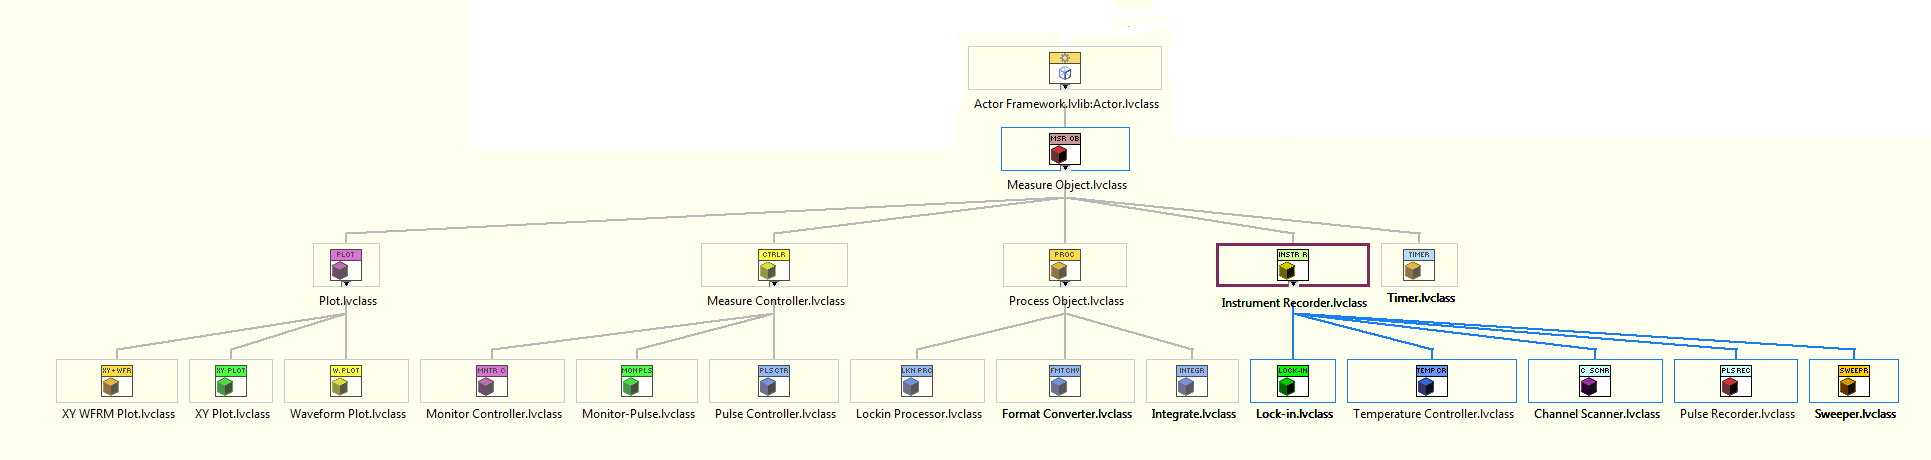 Actor Framework.lvlib:Actor.lvclass
MSR OB
Measure Object.lvclass
PLOT
CTRLR
PROC
INSTR R
TIMER
Plot.lvclass
Measure Controller.lvclass
Process Object.lvclass
Instrument Recorder.lvclass
Timer.lvclass
XY+WFR
XY PLOT
W.PLOT
MNTR C
MON PLS
PLS CTR
LKN PRC
FMT CNV
INTEGR
LOCK-IN
TEMP CR
C SCNR
PLS REC
SWEEPR
XY WFRM Plot.lvclass
XY Plot.lvclass
Waveform Plot.lvclass
Monitor Controller.lvclass
Monitor-Pulse.lvclass
Pulse Controller.lvclass
Lockin Processor.lvclass
Format Converter.lvclass
Integrate.lvclass
Lock-in.lvclass
Temperature Controller.lvclass
Channel Scanner.lvclass
Pulse Recorder.lvclass
Sweeper.lvclass